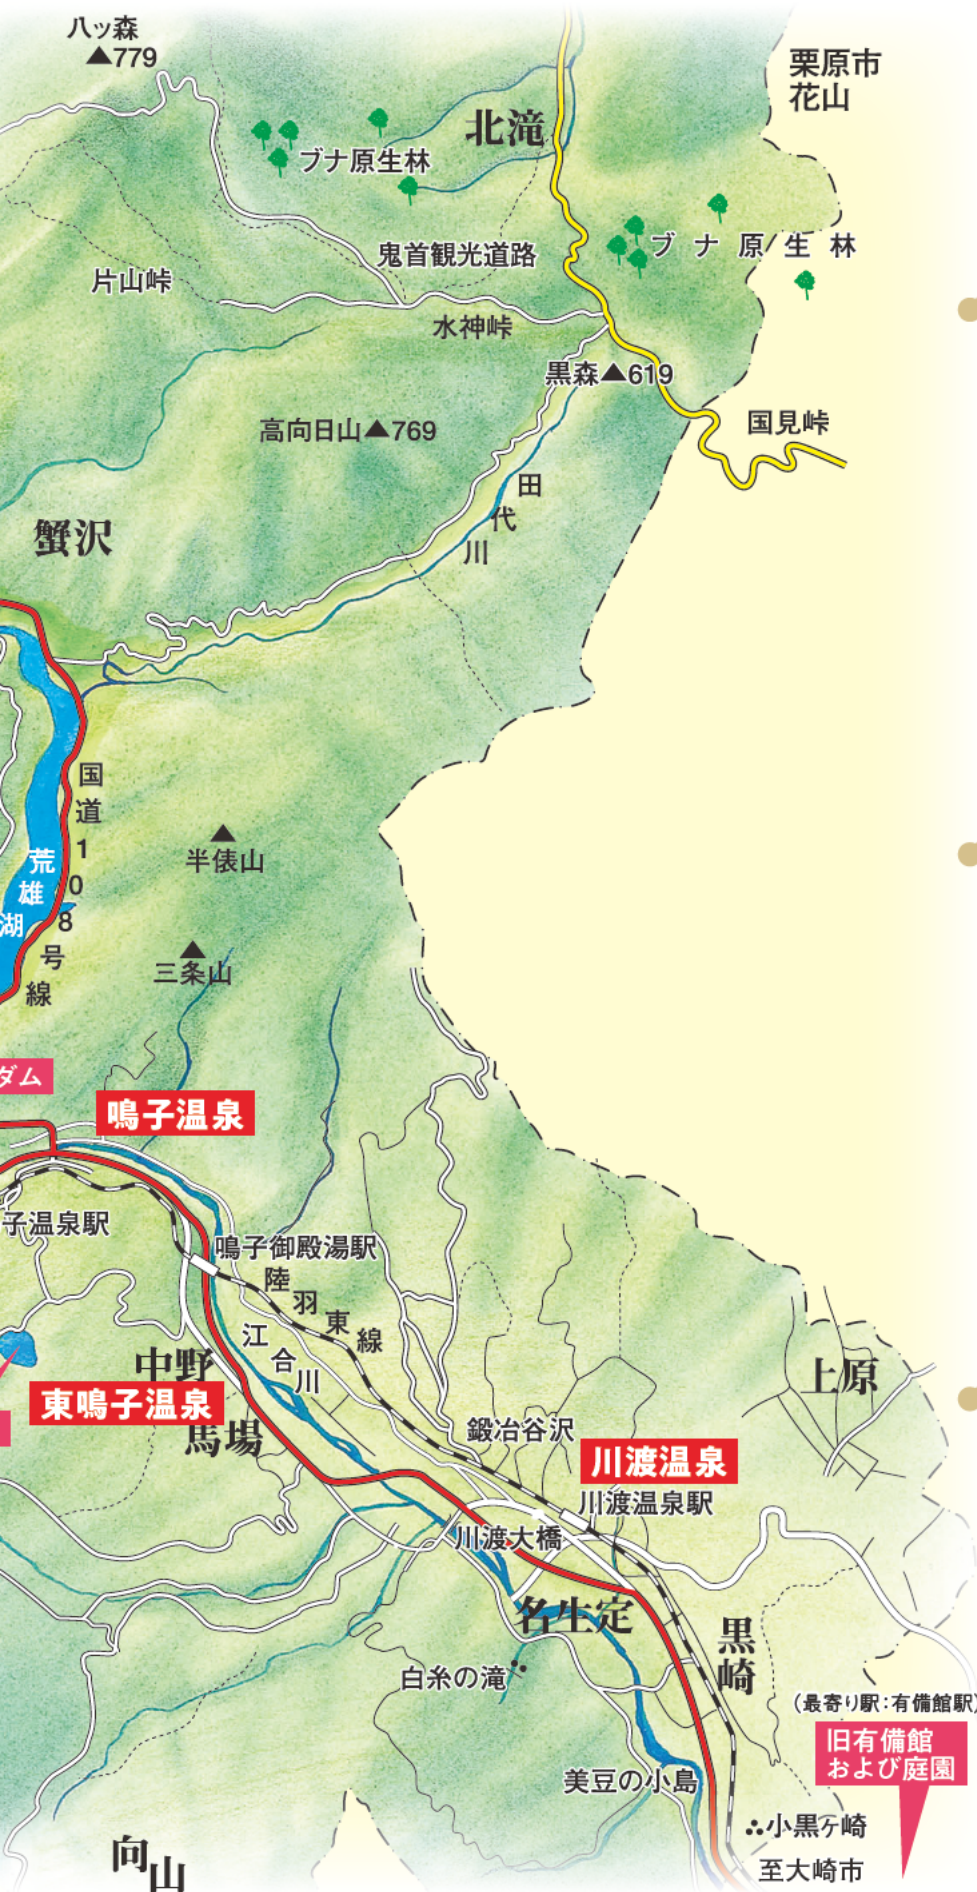 八ッ森
▲779
栗原市
花山
北滝
ブナ原生林
ブナ原生林
鬼首観光道路
片山峠
水神峠
黒森▲619
国見峠
高向日山▲769
田代川
蟹沢
国道108号線
半俵山
荒雄湖
三条山
ダム
鳴子温泉
子温泉駅
鳴子御殿湯駅
陸羽東線
江合川
中野
東鳴子温泉
馬場
上原
鍛冶谷沢
川渡温泉
川渡温泉駅
川渡大橋
名生定
黒崎
白糸の滝
(最寄り駅:有備館駅)
旧有備館
および庭園
美豆の小島
小黒ヶ崎
向山
至大崎市